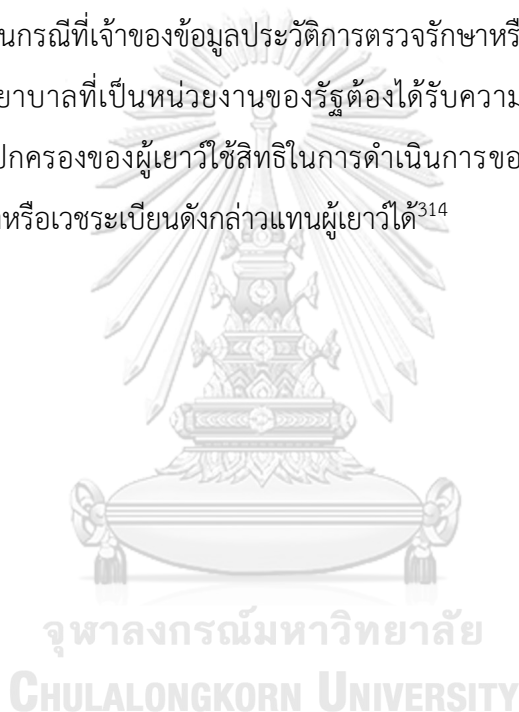 นกรณีที่เจ้าของข้อมูลประวัติการตรวจรักษาหรื
ยาบาลที่เป็นหน่วยงานของรัฐต้องได้รับความ
ปกครองของผู้เยาว์ใช้สิทธิในการดำเนินการขอ
หรือเวชระเบียนดังกล่าวแทนผู้เยาว์ได้314
จุฬาลงกรณ์มหาวิทยาลัย
CHULALONGKORN UNIVERSITY